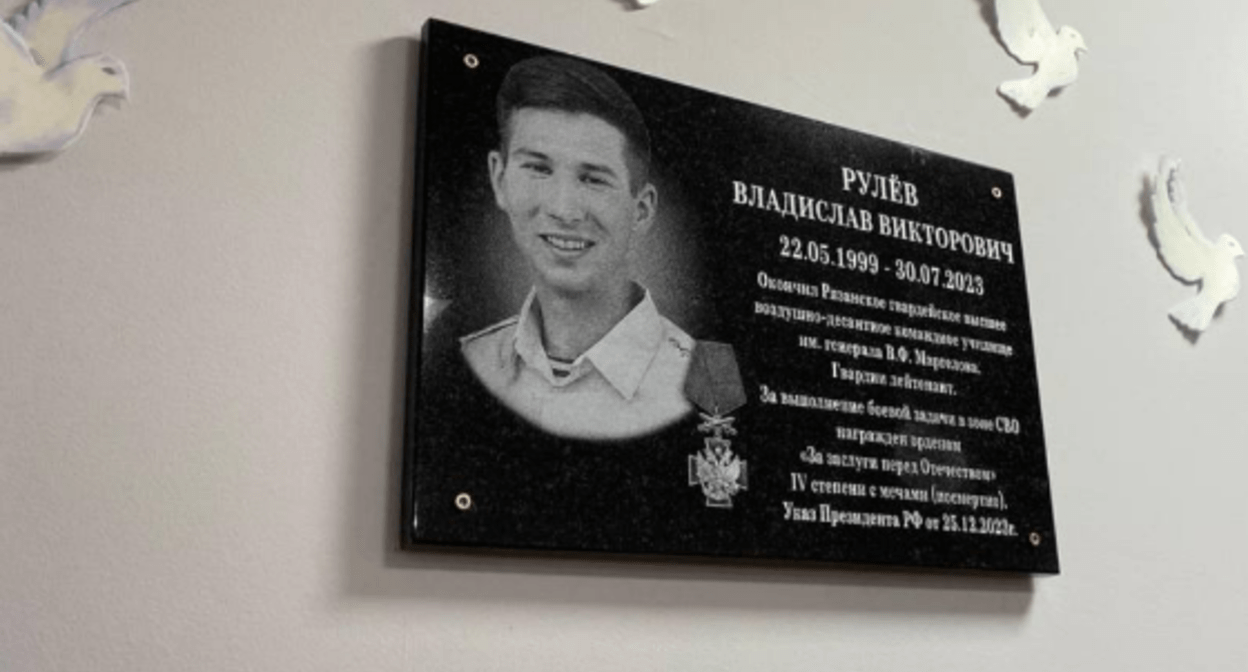 РУЛЁВ
ВЛАДИСЛАВ ВИКТОРОВИЧ
22.05.1999 - 30.07.2023
Окончил Рязанское гвардейское высшее
воздушно-десантное командное училище
им. генерала В.Ф. Маргелова.
Гвардии лейтенант.
За выполнение боевой задачи в зоне СВО
награжден орденом
«За заслуги перед Отечеством»
IV степени с мечами (посмертно).
Указ Президента РФ от 25.12.2023г.